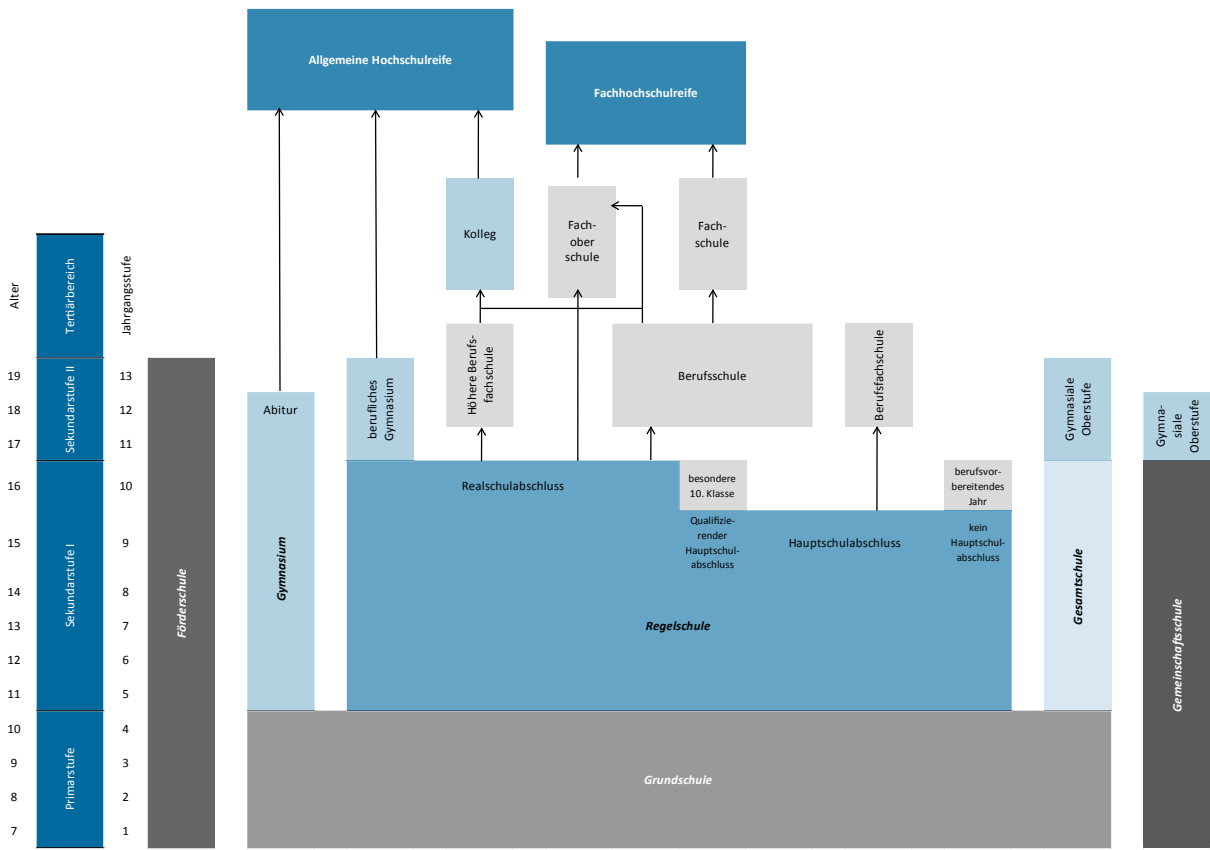 Allgemeine Hochschulreife
Fachhochschulreife
Kolleg
Fach-
ober
schule
Fach-
schule
Alter
Tertiärbereich
Jahrgangsstufe
Höhere Berufs-
fachschule
Berufsschule
Berufsfachschule
19
Sekundarstufe II
13
berufliches
Gymnasium
Gymnasiale
Oberstufe
18
12
Abitur
Gymna-
siale
Oberstufe
17
11
16
Sekundarstufe I
10
Realschulabschluss
besondere
10. Klasse
berufsvor-
bereitendes
Jahr
15
9
Qualifizie-
render
Hauptschul-
abschluss
Hauptschulabschluss
kein
Hauptschul-
abschluss
14
8
Förderschule
Gymnasium
Regelschule
Gesamtschule
Gemeinschaftsschule
13
7
12
6
11
5
10
Primarstufe
4
9
3
Grundschule
8
2
7
1